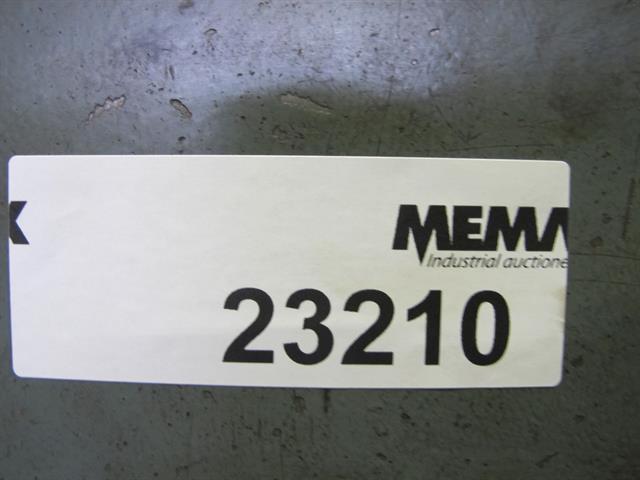 X MEMA
Industrial auctione
23210